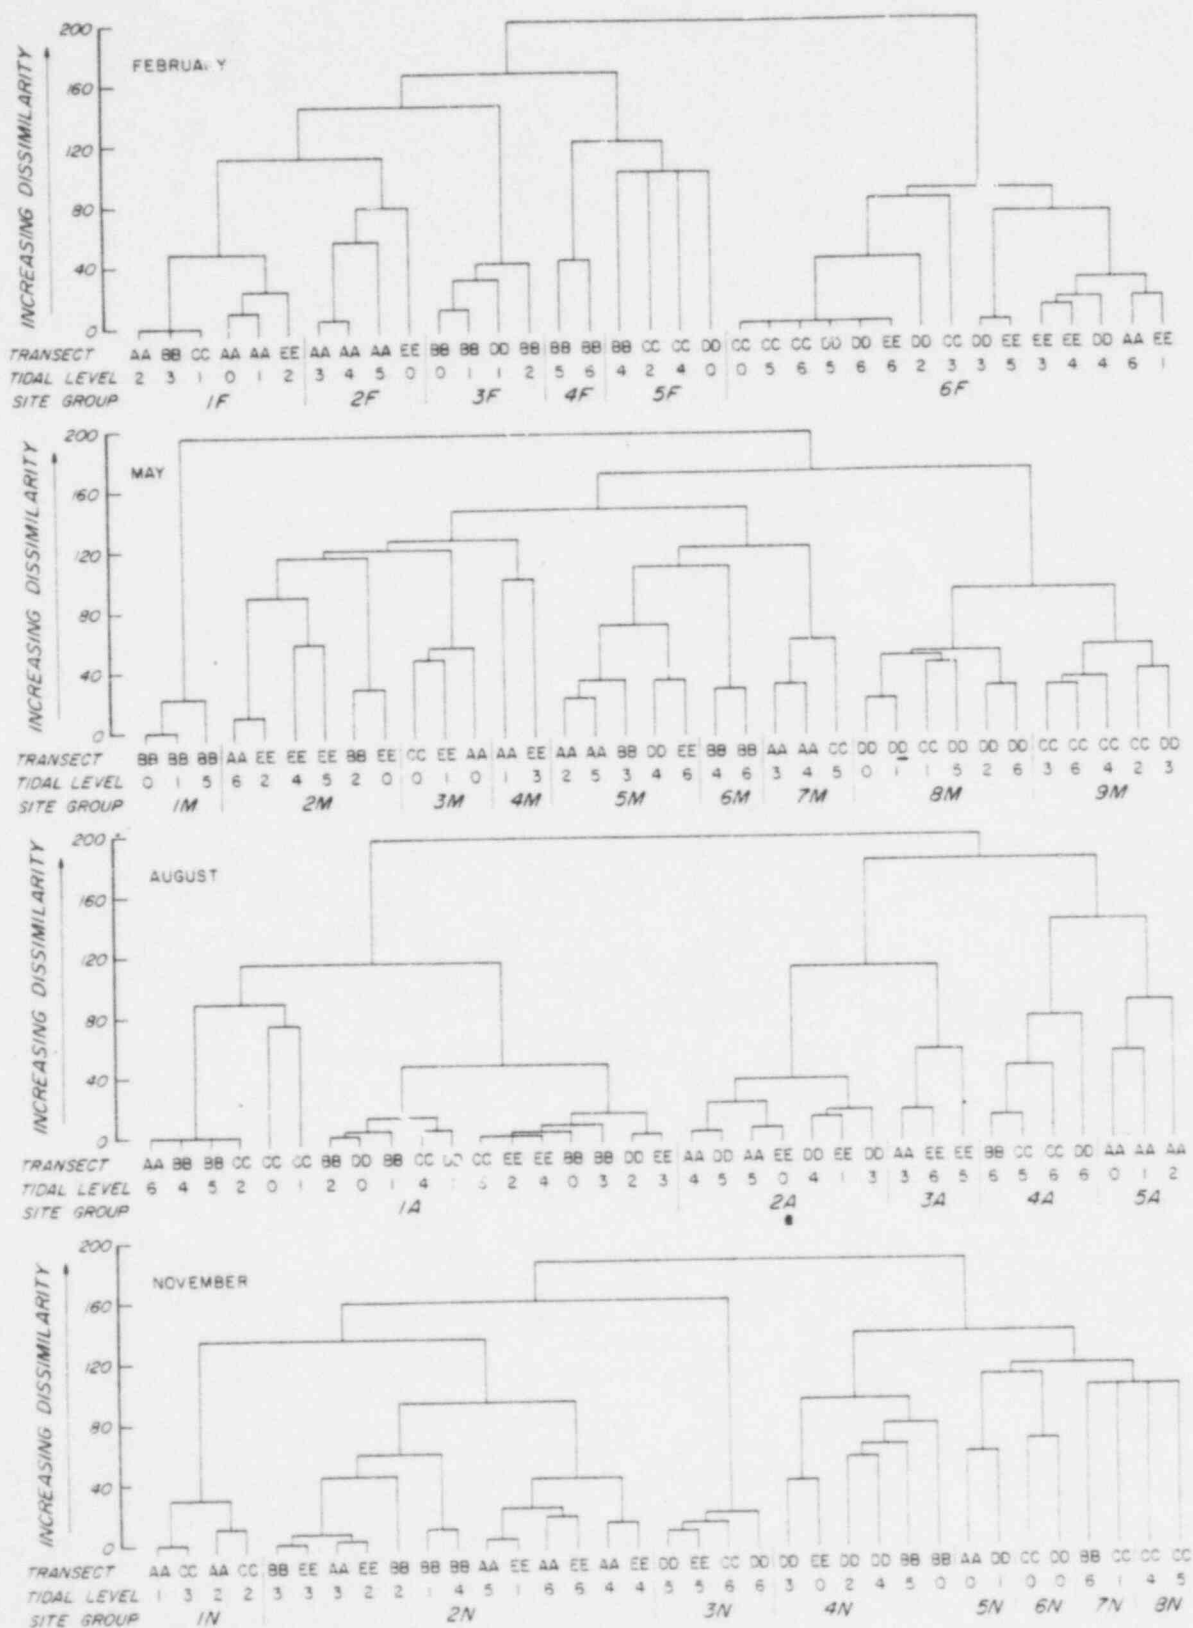 INCREASING DISSIMILARITY
200
160
120
80
40
0
FEBRUARY
TRANSECT AA BB CC AA AA EE AA AA AA EE BB BB DD BB BB BB BB CC CC DD CC CC CC DD DD EE DD CC DD EE EE EE DD AA EE
TIDAL LEVEL 2 3 1 0 1 2 3 4 5 0 0 1 1 2 5 6 4 2 4 0 0 5 6 5 6 6 2 3 3 5 3 4 4 6 1
SITE GROUP 1F 2F 3F 4F 5F 6F
INCREASING DISSIMILARITY
200
160
120
80
40
0
MAY
TRANSECT BB BB BB AA EE EE EE BB EE CC EE AA AA EE AA AA BB DD EE BB BB AA AA CC DD DD CC DD DD DD CC CC CC CC DD
TIDAL LEVEL 0 1 5 6 2 4 5 2 0 0 1 0 1 3 2 5 3 4 6 4 6 3 4 5 0 1 1 5 2 6 3 6 4 2 3
SITE GROUP 1M 2M 3M 4M 5M 6M 7M 8M 9M
INCREASING DISSIMILARITY
200
160
120
80
40
0
AUGUST
TRANSECT AA BB BB CC CC CC BB DD BB CC CC EE EE BB BB DD EE AA DD AA EE DD EE DD AA EE EE BB CC CC DD AA AA AA
TIDAL LEVEL 6 4 5 2 0 1 2 0 1 4 2 4 0 3 2 3 4 5 5 0 4 1 3 3 6 5 6 5 6 6 0 1 2
SITE GROUP 1A 2A 3A 4A 5A
INCREASING DISSIMILARITY
200
160
120
80
40
0
NOVEMBER
TRANSECT AA CC AA CC BB EE AA EE BB BB BB AA EE AA EE AA EE DD EE CC DD DD EE DD DD BB BB AA DD CC DD BB CC CC CC
TIDAL LEVEL 1 3 2 2 3 3 3 2 2 1 4 5 1 6 6 4 4 5 5 6 6 3 0 2 4 5 0 0 1 0 0 6 1 4 5
SITE GROUP 1N 2N 3N 4N 5N 6N 7N 8N